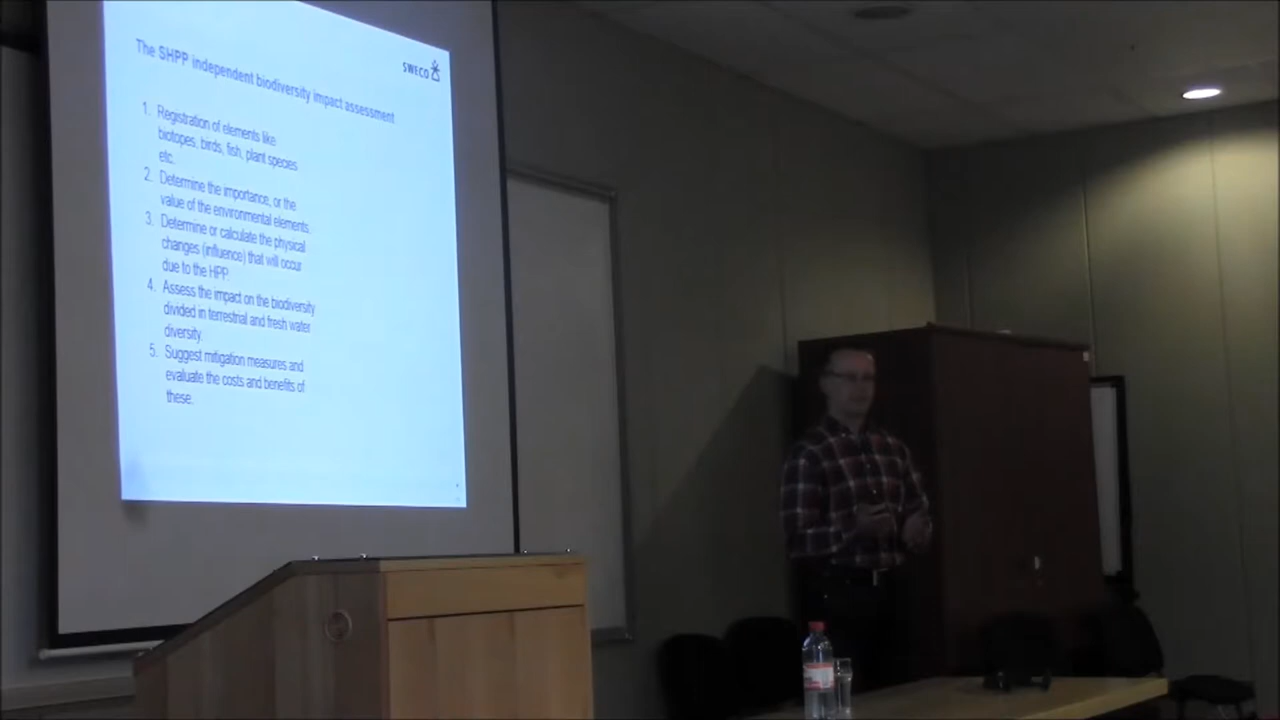 The SHPP independent biodiversity impact assessment
SWECO
1. Registration of elements like
biotopes, birds, fish, plant species
etc.
2. Determine the importance, or the
value of the environmental elements.
3. Determine or calculate the physical
changes (influence) that will occur
due to the HPP.
4. Assess the impact on the biodiversity
divided in terrestrial and fresh water
diversity.
5. Suggest mitigation measures and
evaluate the costs and benefits of
these.